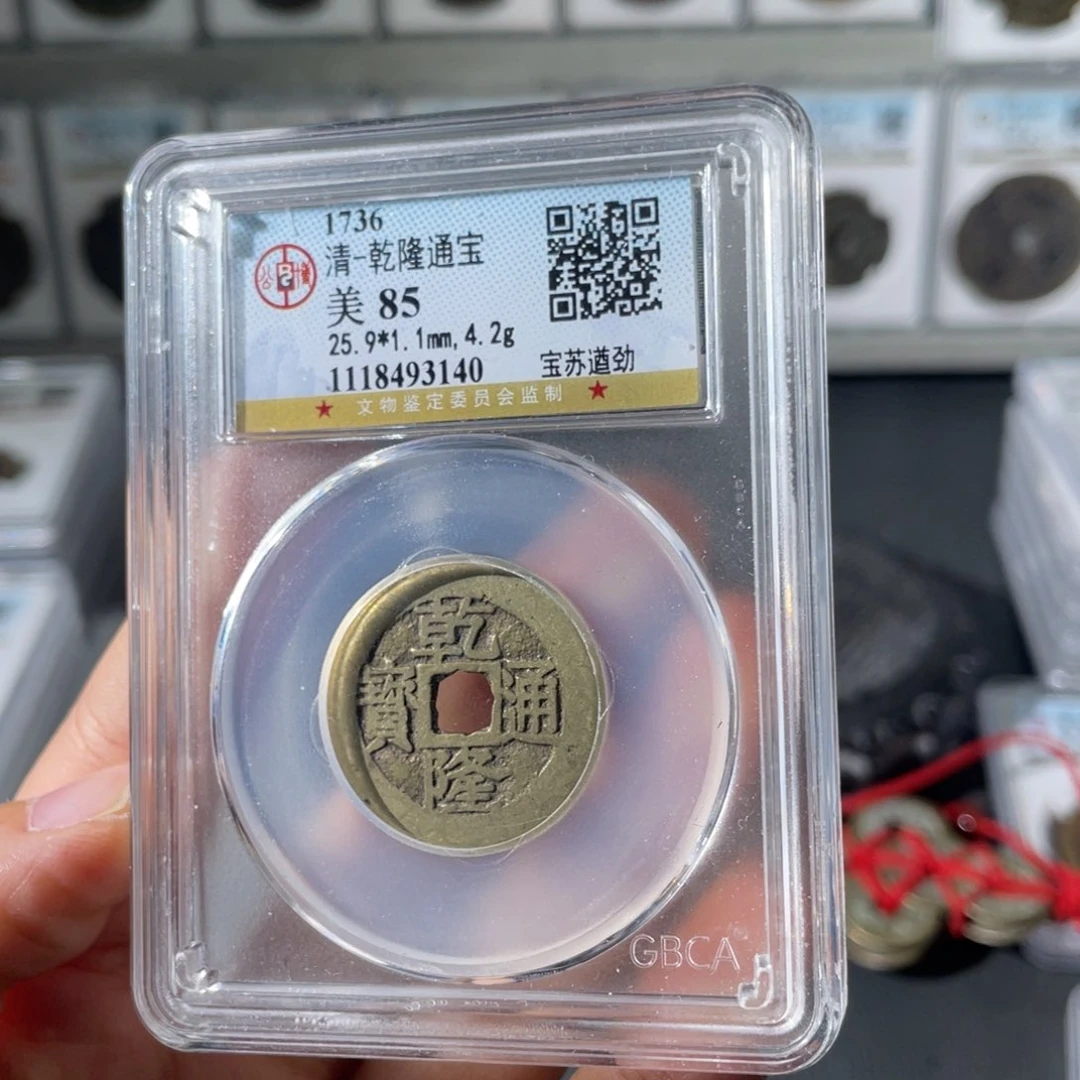 1736
清-乾隆通宝
美 85
25.9*1.1mm,4.2g
1118493140 宝苏遒劲
★ 文物鉴定委员会监制 ★
乾隆通寶
GBCA